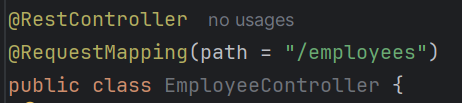 @RestController no usages
@RequestMapping(path = "/employees")
public class EmployeeController {